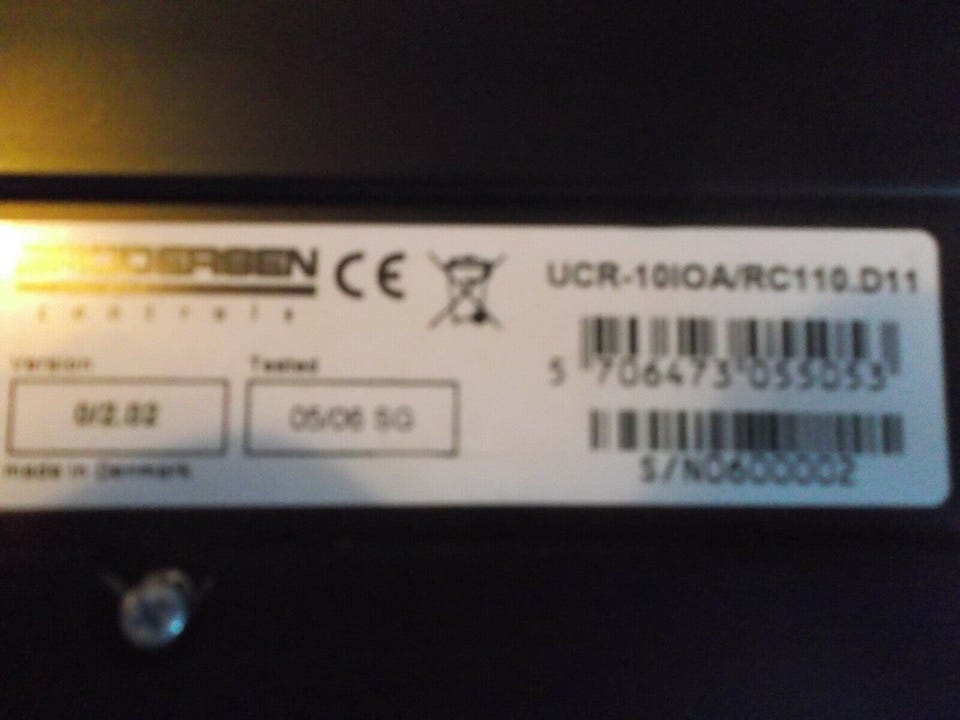 CE
UCR-10IOA/RC110.D11
controls
5 706473 055053
Version
Tested
0/2.02
05/06 SG
S/N0600002
made in Denmark